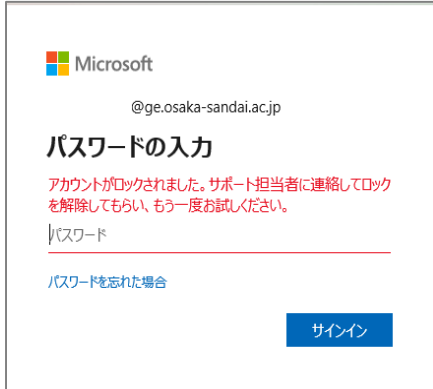 Microsoft
@ge.osaka-sandai.ac.jp
パスワードの入力
アカウントがロックされました。サポート担当者に連絡してロック
を解除してもらい、もう一度お試しください。
パスワード
パスワードを忘れた場合
サインイン